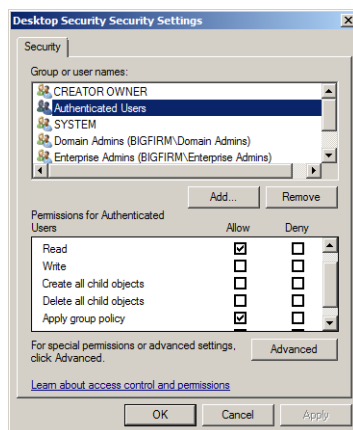 Desktop Security Security Settings
Security
Group or user names:
CREATOR OWNER
Authenticated Users
SYSTEM
Domain Admins (BIGFIRM\Domain Admins)
Enterprise Admins (BIGFIRM\Enterprise Admins)
Add... Remove
Permissions for Authenticated
Users Allow Deny
Read
Write
Create all child objects
Delete all child objects
Apply group policy
For special permissions or advanced settings,
click Advanced.
Advanced
Learn about access control and permissions
OK Cancel Apply